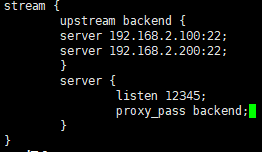 stream {
upstream backend {
server 192.168.2.100:22;
server 192.168.2.200:22;
}
server {
listen 12345;
proxy_pass backend;
}
}